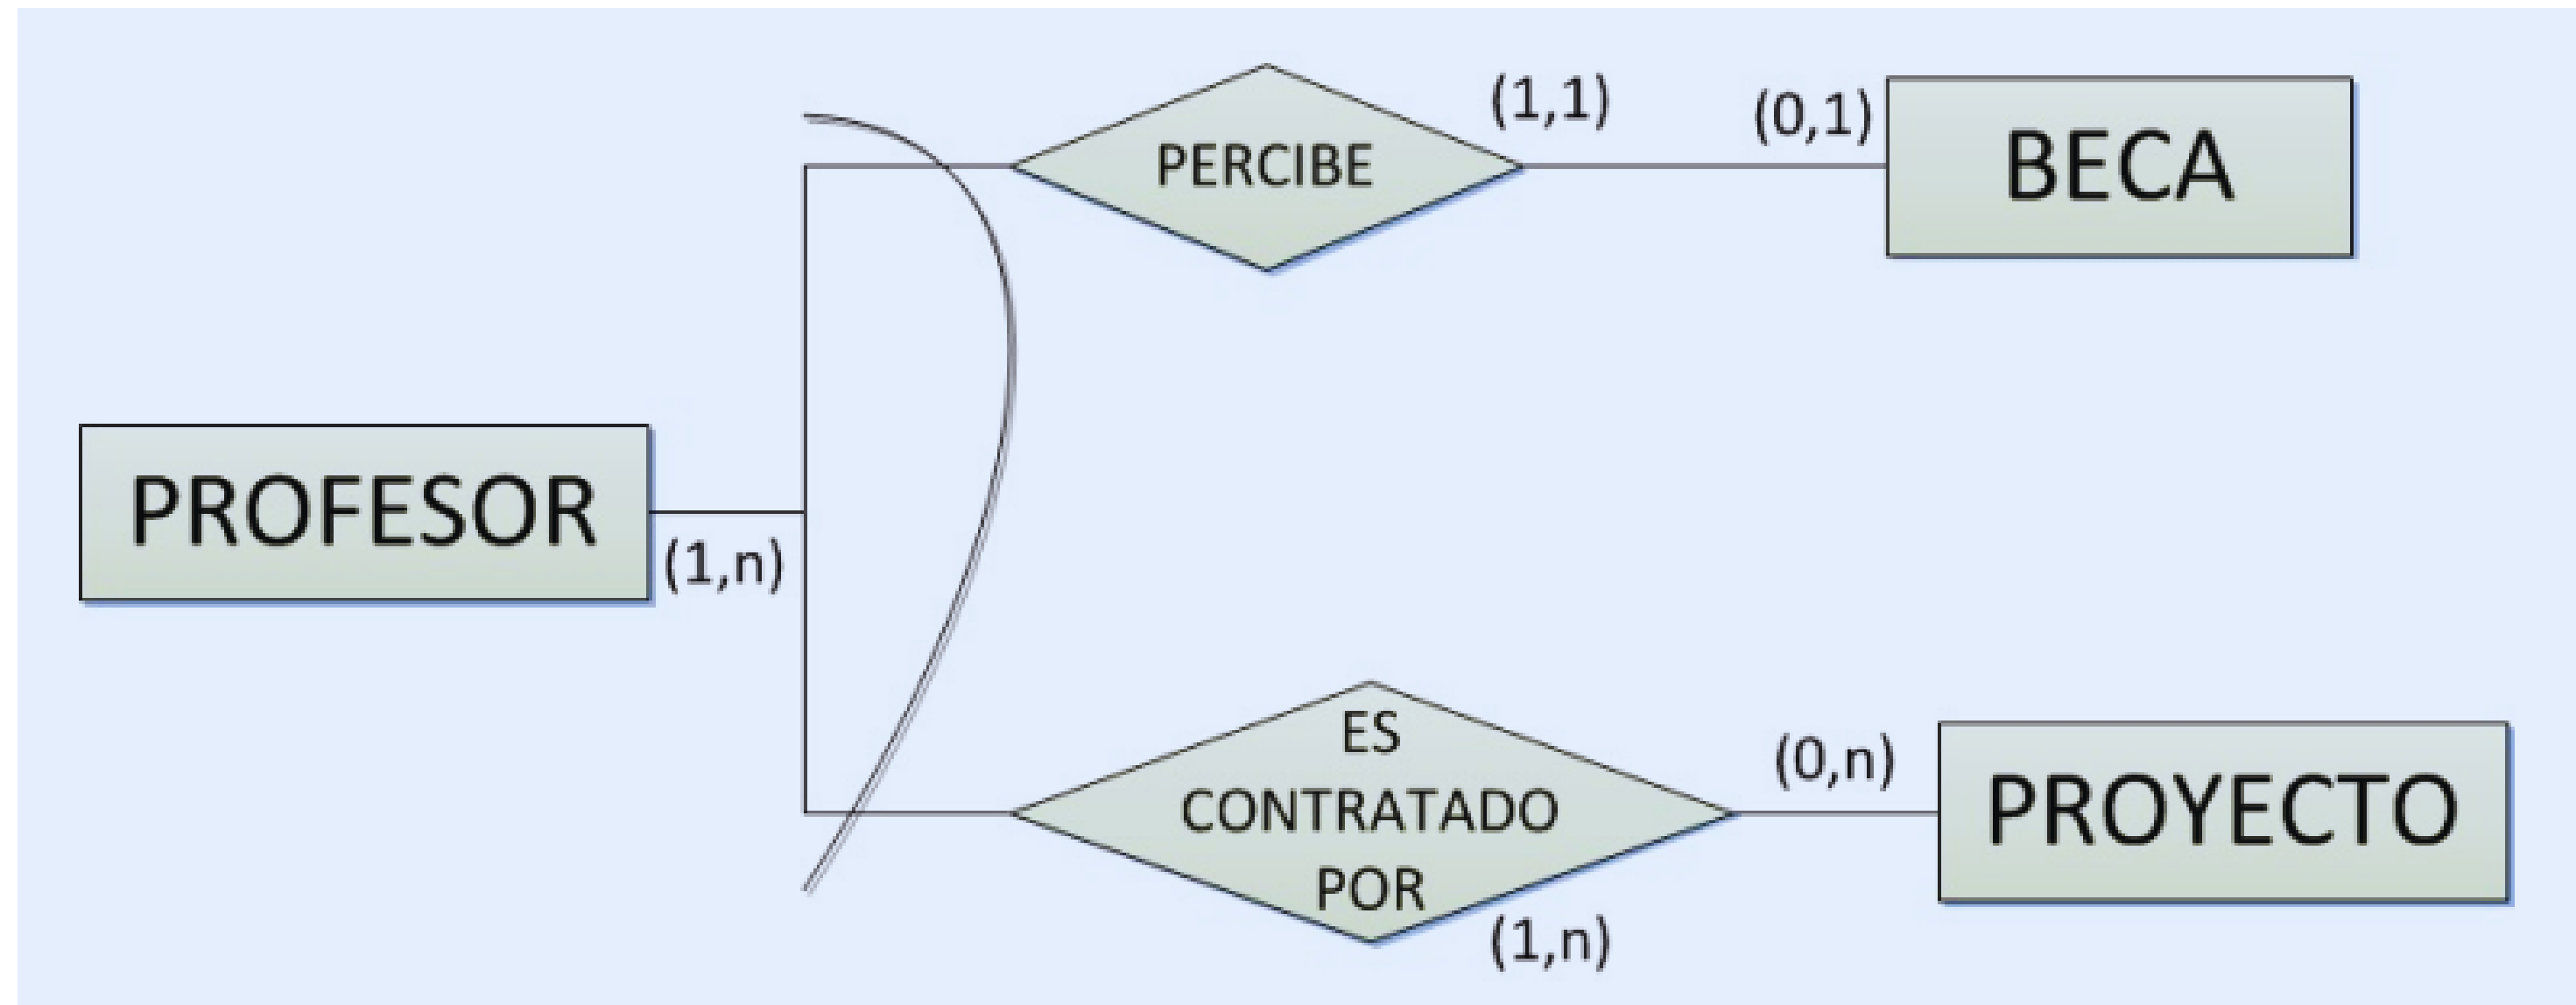 PERCIBE
(1,1)
(0,1)
BECA
PROFESOR
(1,n)
ES
CONTRATADO
POR
(1,n)
(0,n)
PROYECTO